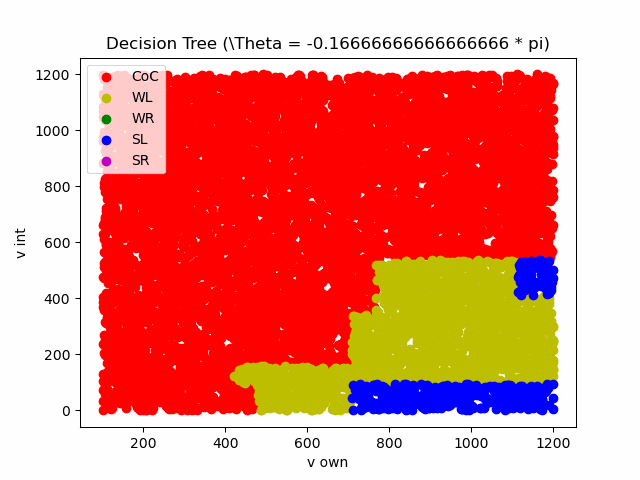 Decision Tree (\Theta = -0.16666666666666666 * pi)
CoC
WL
WR
SL
SR
v int
1200
1000
800
600
400
200
0
200 400 600 800 1000 1200
v own